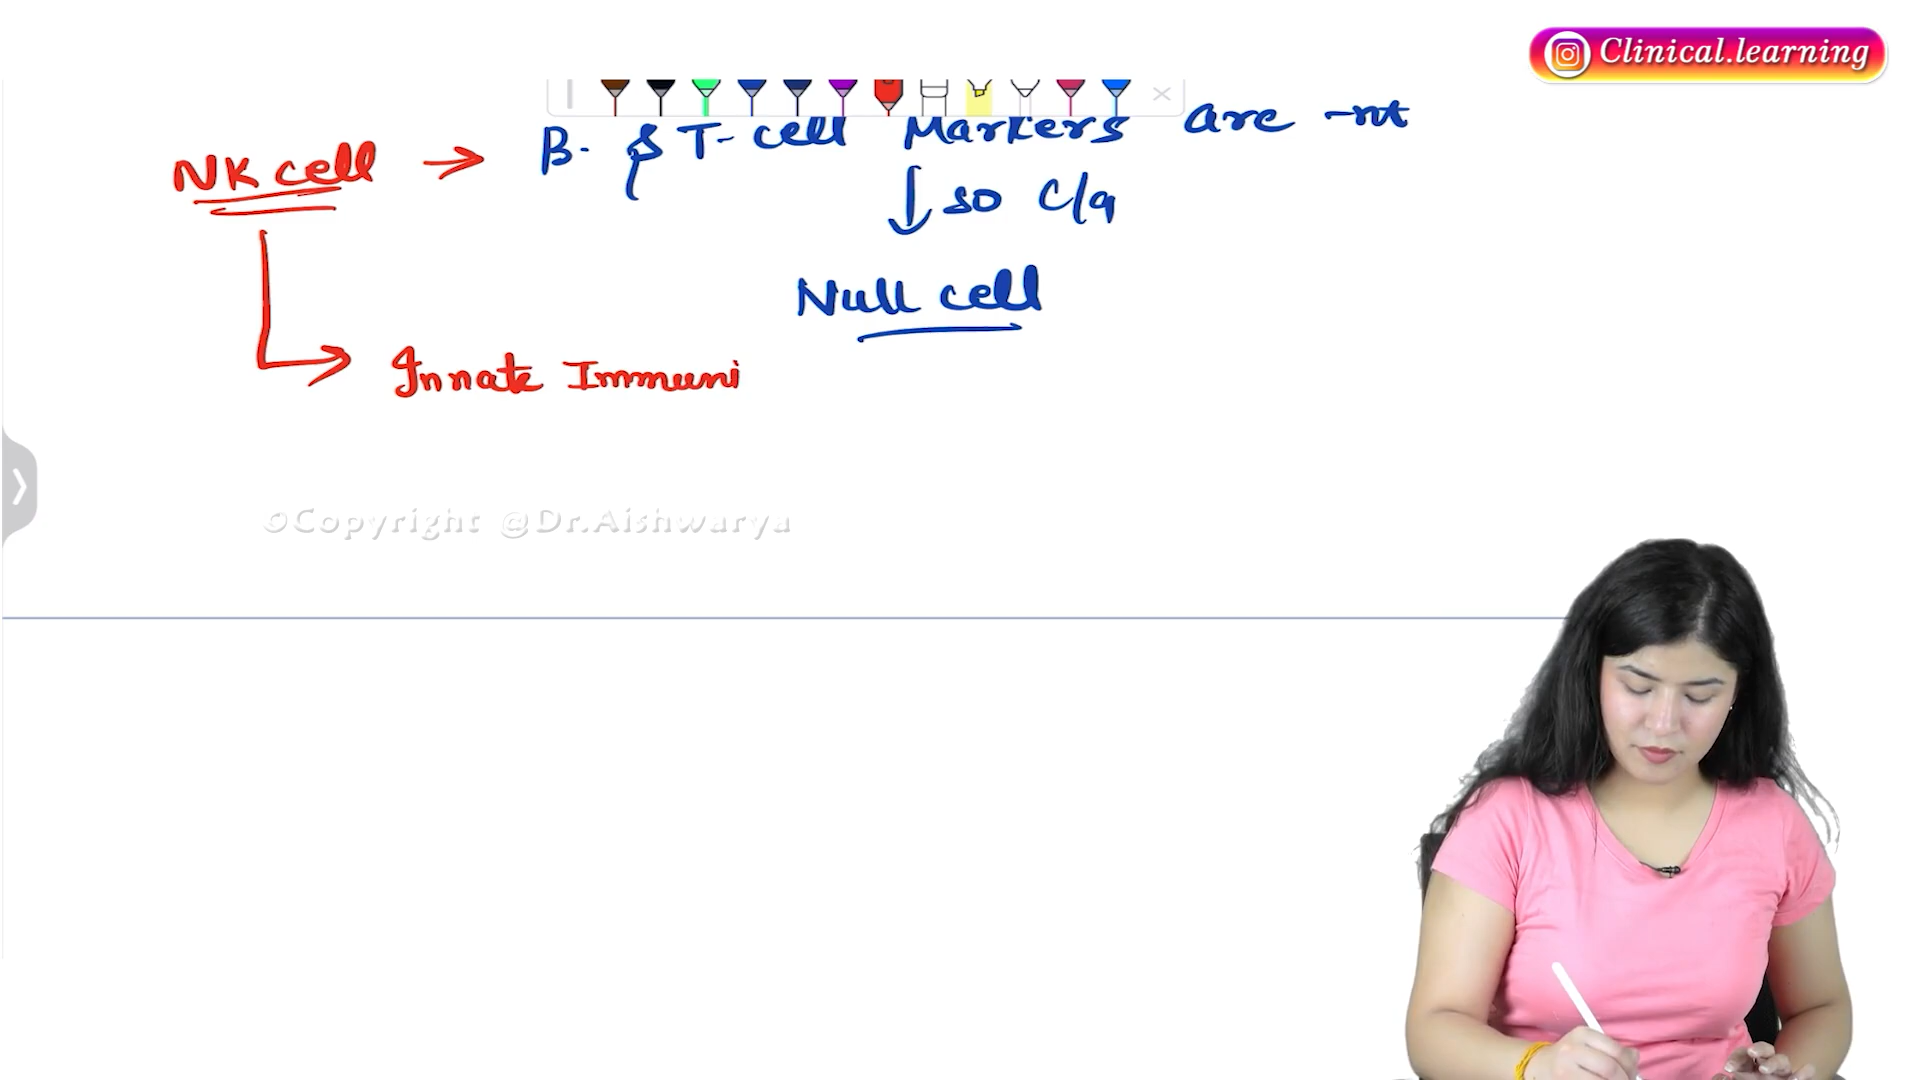 Clinical.learning
NK cell → B. & T-cell Markers are -nt
↓ so C/a
Null cell
Innate Immuni
©Copyright @Dr.Aishwarya